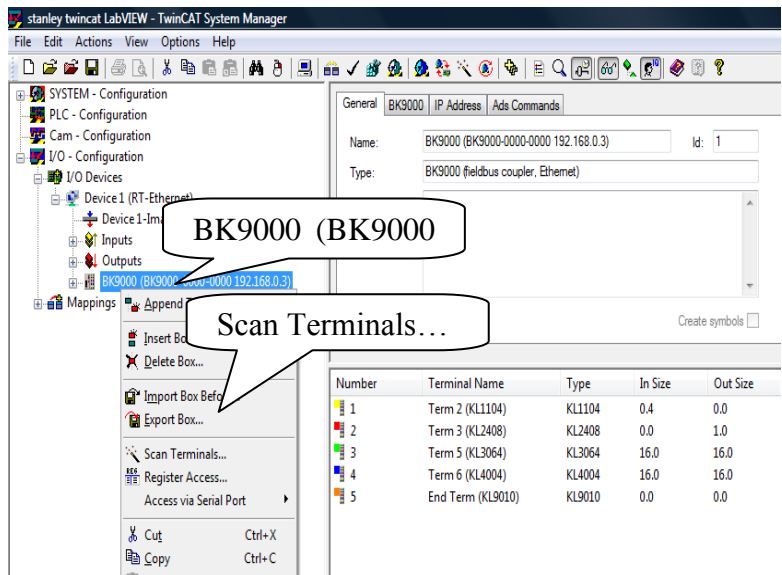 stanley twincat LabVIEW - TwinCAT System Manager
File Edit Actions View Options Help
SYSTEM - Configuration
PLC - Configuration
Cam - Configuration
I/O - Configuration
I/O Devices
Device 1 (RT-Ethernet)
Device 1-Ima
Inputs
Outputs
BK9000 (BK9000-0000-0000 192.168.0.3)
Mappings
BK9000 (BK9000
Scan Terminals…
Append
Insert Bo
Delete Box...
Import Box Befo
Export Box...
Scan Terminals...
Register Access...
Access via Serial Port
Cut Ctrl+X
Copy Ctrl+C
General BK9000 IP Address Ads Commands
Name: BK9000 (BK9000-0000-0000 192.168.0.3) Id: 1
Type: BK9000 (fieldbus coupler, Ethernet)
Create symbols
Number Terminal Name Type In Size Out Size
1 Term 2 (KL1104) KL1104 0.4 0.0
2 Term 3 (KL2408) KL2408 0.0 1.0
3 Term 5 (KL3064) KL3064 16.0 16.0
4 Term 6 (KL4004) KL4004 16.0 16.0
5 End Term (KL9010) KL9010 0.0 0.0